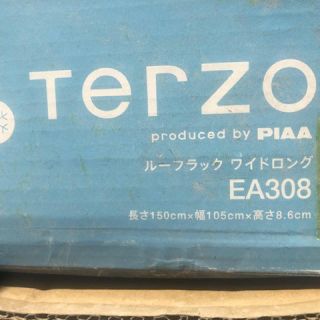 Terzo
produced by PIAA
ルーフラック ワイドロング
EA308
長さ150cm×幅105cm×高さ8.6cm